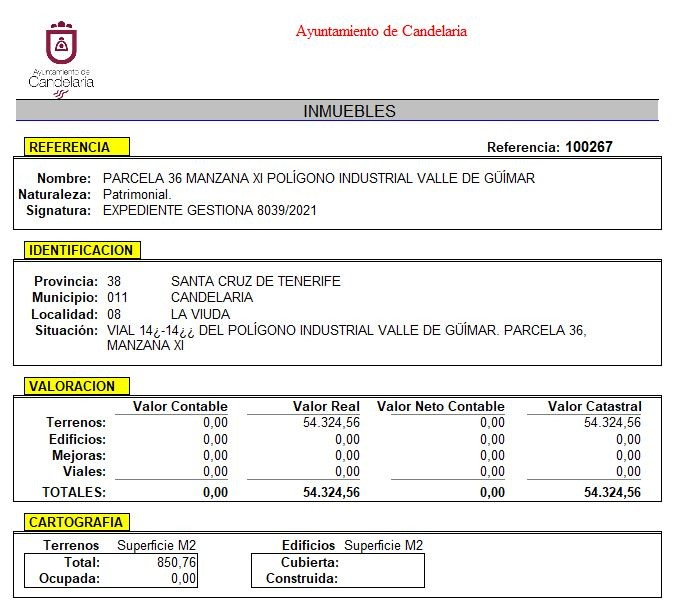 Ayuntamiento de Candelaria
Ayuntamiento de
Candelaria
INMUEBLES
REFERENCIA Referencia: 100267
Nombre: PARCELA 36 MANZANA XI POLÍGONO INDUSTRIAL VALLE DE GÜÍMAR
Naturaleza: Patrimonial.
Signatura: EXPEDIENTE GESTIONA 8039/2021
IDENTIFICACION
Provincia: 38 SANTA CRUZ DE TENERIFE
Municipio: 011 CANDELARIA
Localidad: 08 LA VIUDA
Situación: VIAL 14¿-14¿¿ DEL POLÍGONO INDUSTRIAL VALLE DE GÜÍMAR. PARCELA 36,
MANZANA XI
VALORACION
Valor Contable Valor Real Valor Neto Contable Valor Catastral
Terrenos: 0,00 54.324,56 0,00 54.324,56
Edificios: 0,00 0,00 0,00 0,00
Mejoras: 0,00 0,00 0,00 0,00
Viales: 0,00 0,00 0,00 0,00
TOTALES: 0,00 54.324,56 0,00 54.324,56
CARTOGRAFIA
Terrenos Superficie M2 Edificios Superficie M2
Total: 850,76 Cubierta:
Ocupada: 0,00 Construida: